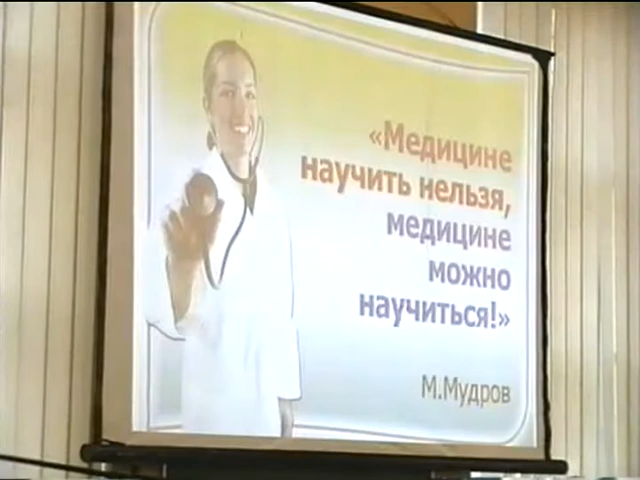 «Медицине
научить нельзя,
медицине
можно
научиться!»
М.Мудров